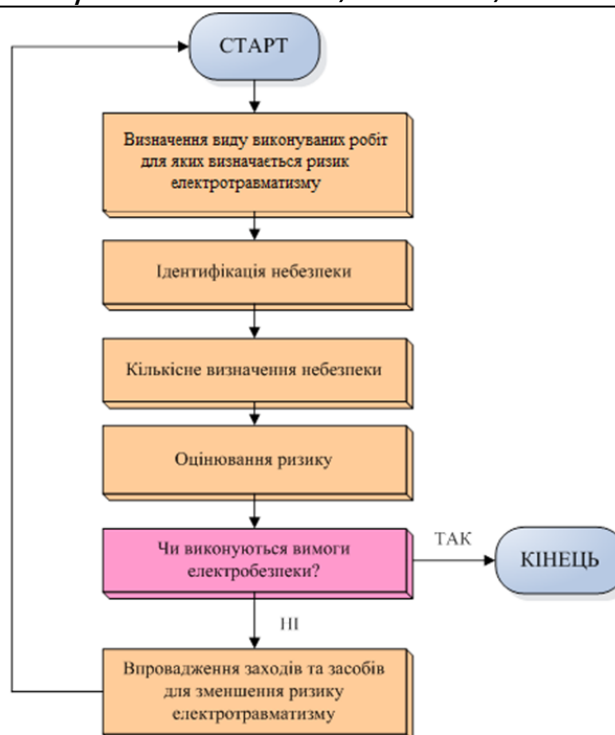 СТАРТ
Визначення виду виконуваних робіт
для яких визначається ризик
електротравматизму
Ідентифікація небезпеки
Кількісне визначення небезпеки
Оцінювання ризику
Чи виконуються вимоги
електробезпеки?
ТАК
КІНЕЦЬ
НІ
Впровадження заходів та засобів
для зменшення ризику
електротравматизму